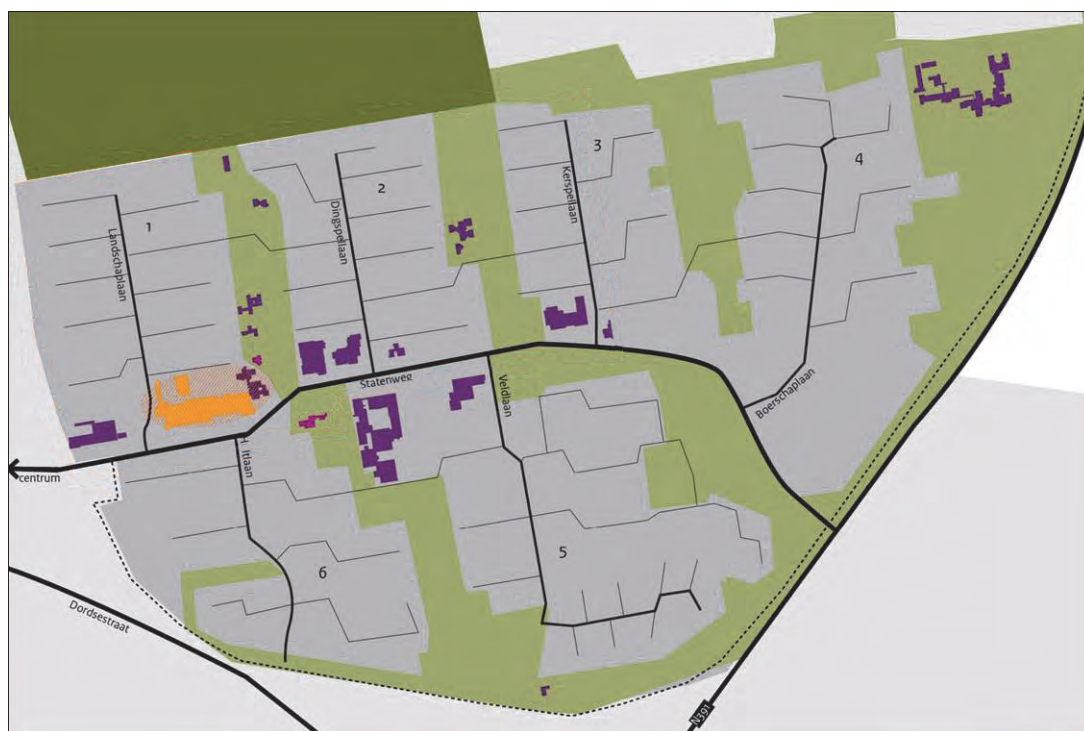 1
2
3
4
Landschaplaan
Dingspellaan
Kerspellaan
Boerschaplaan
Statenweg
Veldlaan
centrum
5
6
Dordsestraat
N391